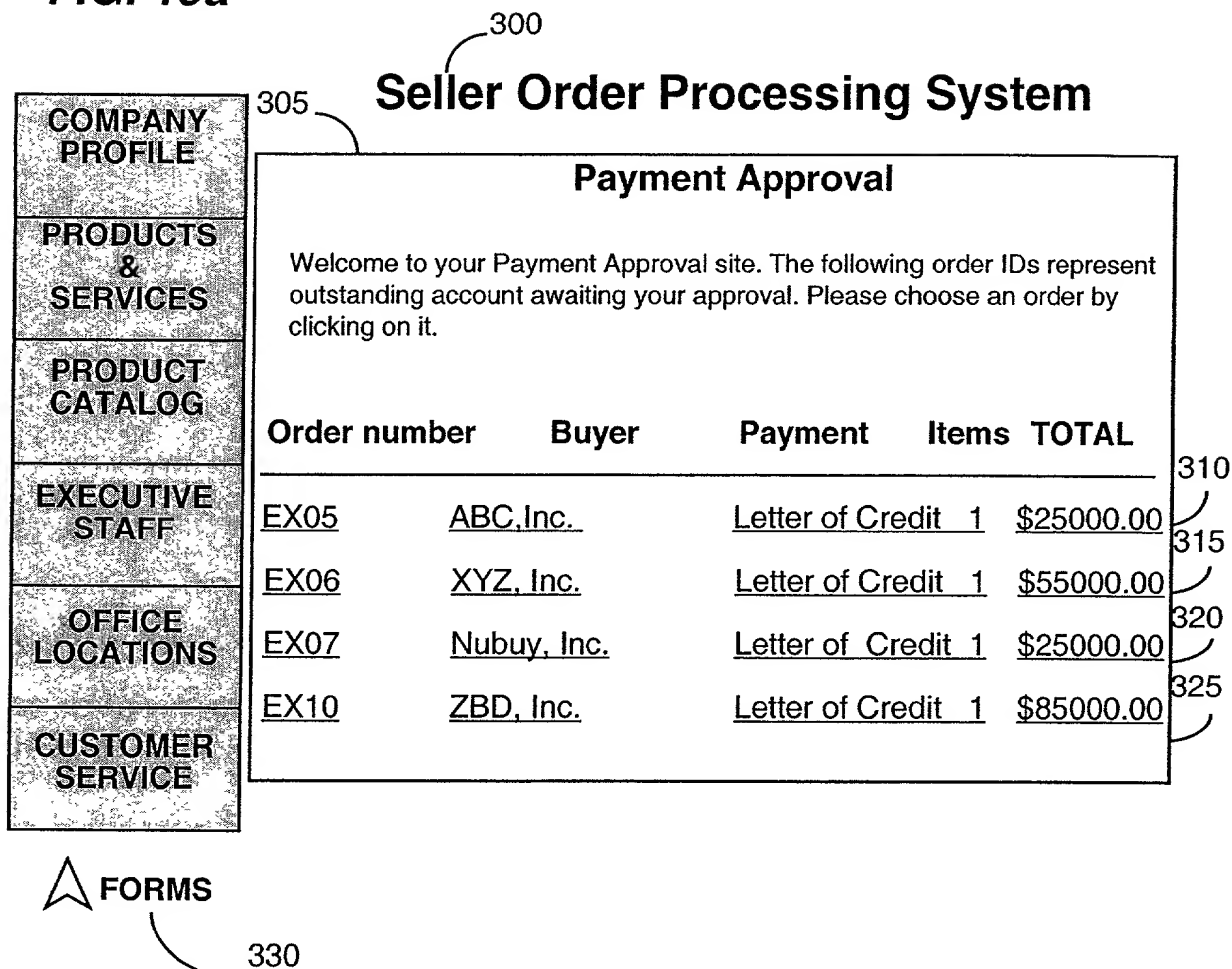 300
Seller Order Processing System
305
COMPANY
PROFILE
PRODUCTS
&
SERVICES
PRODUCT
CATALOG
EXECUTIVE
STAFF
OFFICE
LOCATIONS
CUSTOMER
SERVICE
Payment Approval
Welcome to your Payment Approval site. The following order IDs represent
outstanding account awaiting your approval. Please choose an order by
clicking on it.
Order number Buyer Payment Items TOTAL
310
EX05 ABC,Inc. Letter of Credit 1 $25000.00
315
EX06 XYZ, Inc. Letter of Credit 1 $55000.00
320
EX07 Nubuy, Inc. Letter of Credit 1 $25000.00
325
EX10 ZBD, Inc. Letter of Credit 1 $85000.00
FORMS
330